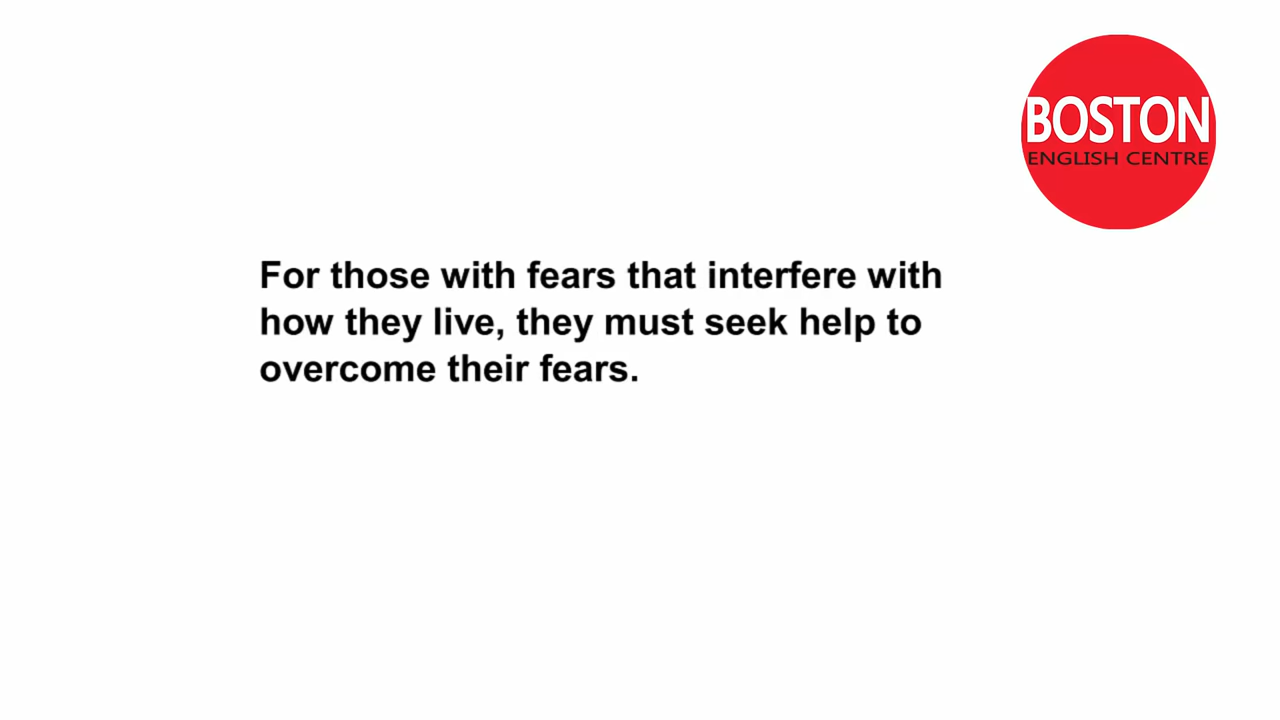 BOSTON
ENGLISH CENTRE
For those with fears that interfere with
how they live, they must seek help to
overcome their fears.